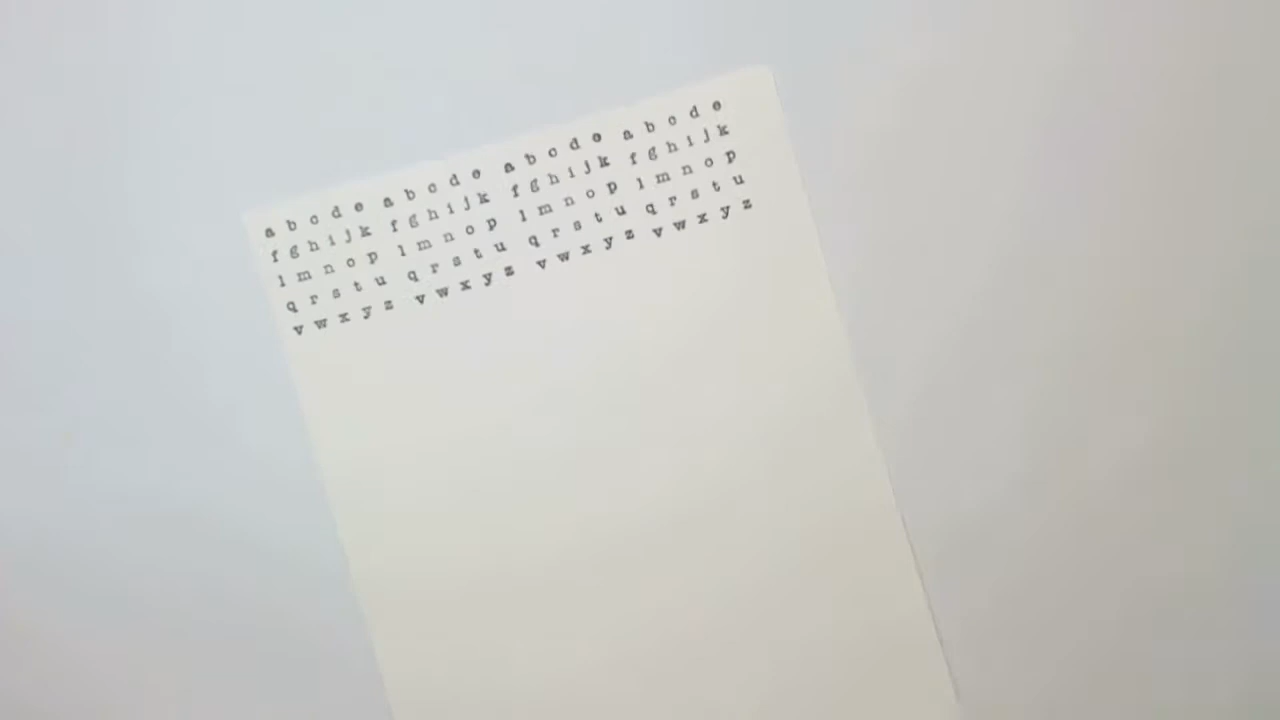 a b c d e a b c d e a b c d e a b c d e
f g h i j k f g h i j k f g h i j k f g h i j k
l m n o p l m n o p l m n o p l m n o p
q r s t u q r s t u q r s t u q r s t u
v w x y z v w x y z v w x y z v w x y z